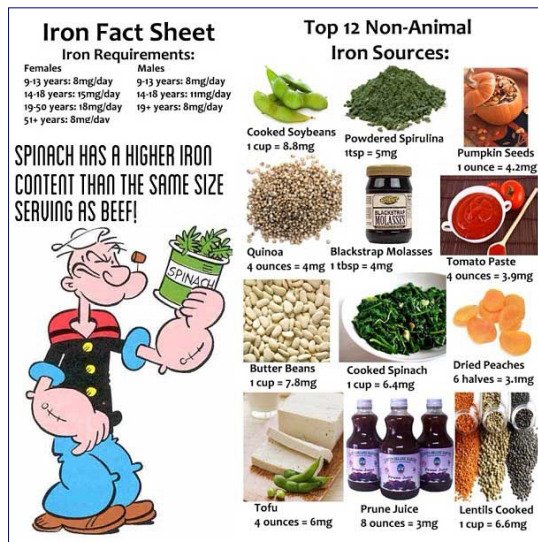 Iron Fact Sheet
Iron Requirements:
Females
9-13 years: 8mg/day
14-18 years: 15mg/day
19-50 years: 18mg/day
51+ years: 8mg/day
Males
9-13 years: 8mg/day
14-18 years: 11mg/day
19+ years: 8mg/day
SPINACH HAS A HIGHER IRON
CONTENT THAN THE SAME SIZE
SERVING AS BEEF!
SPINACH
Top 12 Non-Animal
Iron Sources:
Cooked Soybeans
1 cup = 8.8mg
Powdered Spirulina
1tsp = 5mg
Pumpkin Seeds
1 ounce = 4.2mg
Quinoa
4 ounces = 4mg
BLACKSTRAP
MOLASSES
Blackstrap Molasses
1 tbsp = 4mg
Tomato Paste
4 ounces = 3.9mg
Butter Beans
1 cup = 7.8mg
Cooked Spinach
1 cup = 6.4mg
Dried Peaches
6 halves = 3.1mg
Tofu
4 ounces = 6mg
Prune Juice
8 ounces = 3mg
Lentils Cooked
1 cup = 6.6mg